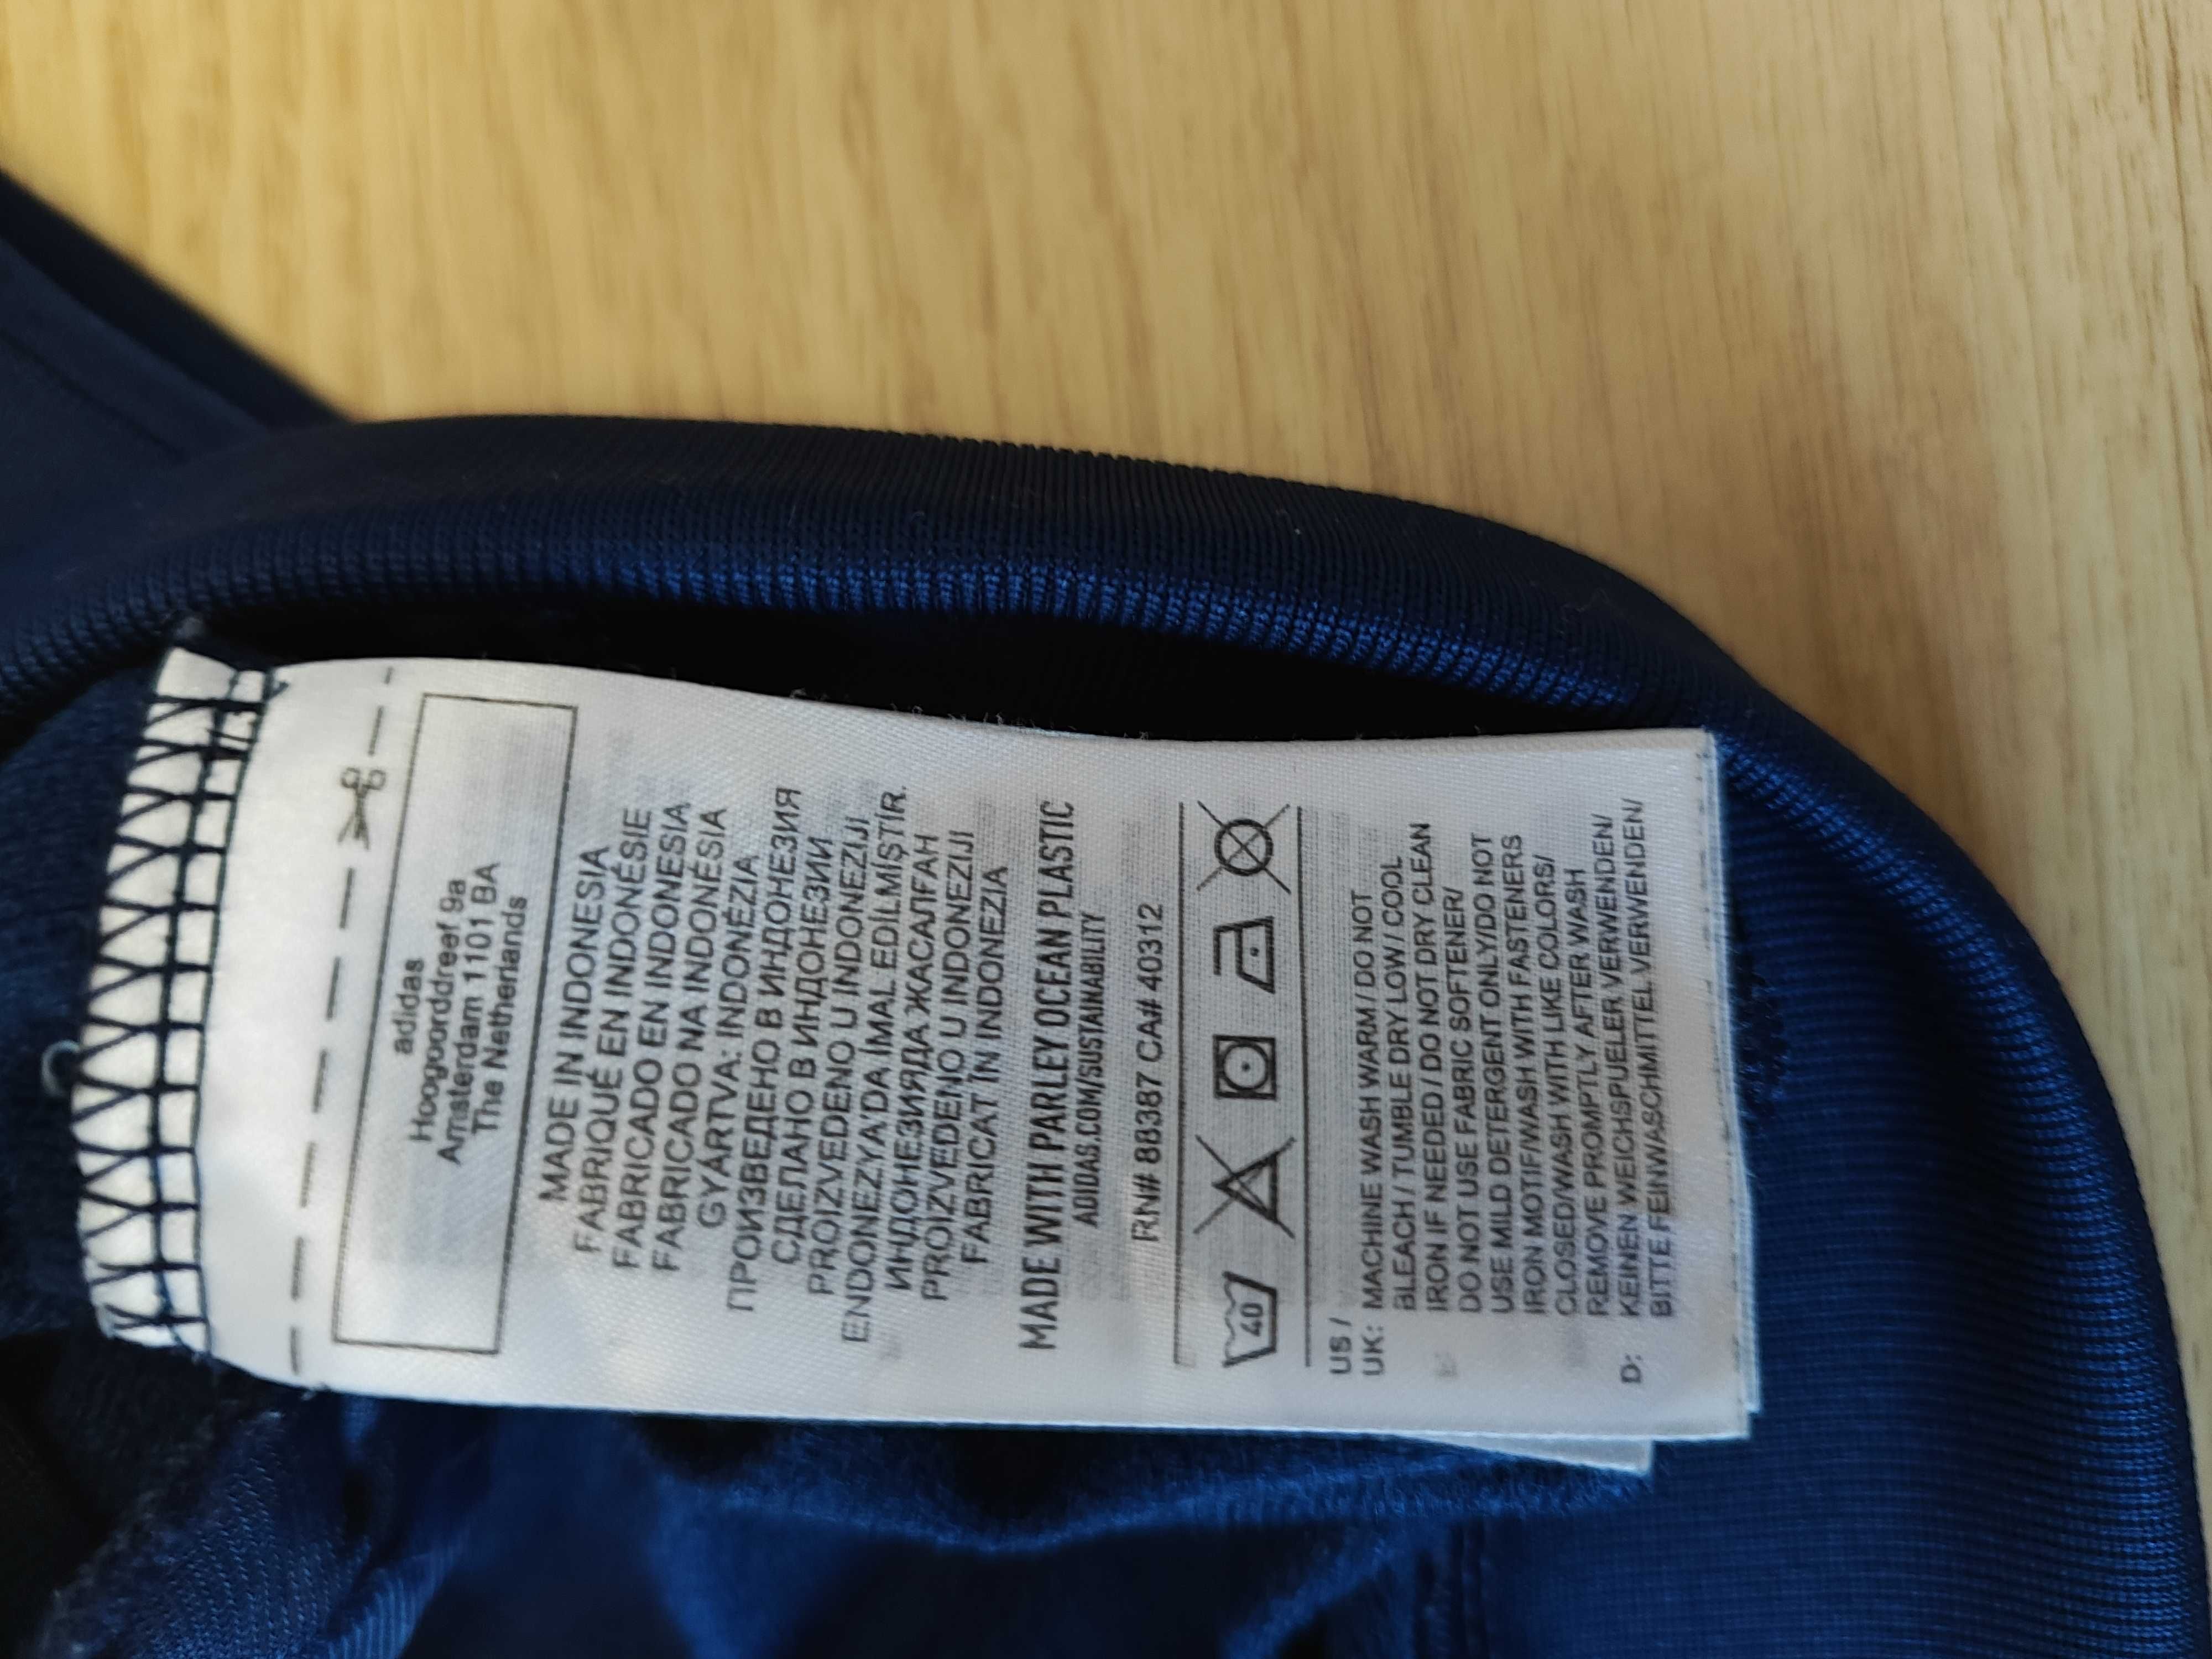 adidas
Hoogoorddreef 9a
Amsterdam 1101 BA
The Netherlands
MADE IN INDONESIA
FABRIQUÉ EN INDONÉSIE
FABRICADO EN INDONESIA
FABRICADO NA INDONÉSIA
GYÁRTVA: INDONÉZIA
ПРОИЗВЕДЕНО В ИНДОНЕЗИЯ
СДЕЛАНО В ИНДОНЕЗИИ
PROIZVEDENO U INDONEZIJI
ENDONEZYA'DA İMAL EDİLMİŞTİR.
ИНДОНЕЗИЯДА ЖАСАЛҒАН
PROIZVEDENO U INDONEZIJI
FABRICAT ÎN INDONEZIA
MADE WITH PARLEY OCEAN PLASTIC
ADIDAS.COM/SUSTAINABILITY
RN# 88387 CA# 40312
40
US /
UK: MACHINE WASH WARM / DO NOT
BLEACH / TUMBLE DRY LOW / COOL
IRON IF NEEDED / DO NOT DRY CLEAN
DO NOT USE FABRIC SOFTENER/
USE MILD DETERGENT ONLY/DO NOT
IRON MOTIF/WASH WITH FASTENERS
CLOSED/WASH WITH LIKE COLORS/
REMOVE PROMPTLY AFTER WASH
D: KEINEN WEICHSPUELER VERWENDEN/
BITTE FEINWASCHMITTEL VERWENDEN/